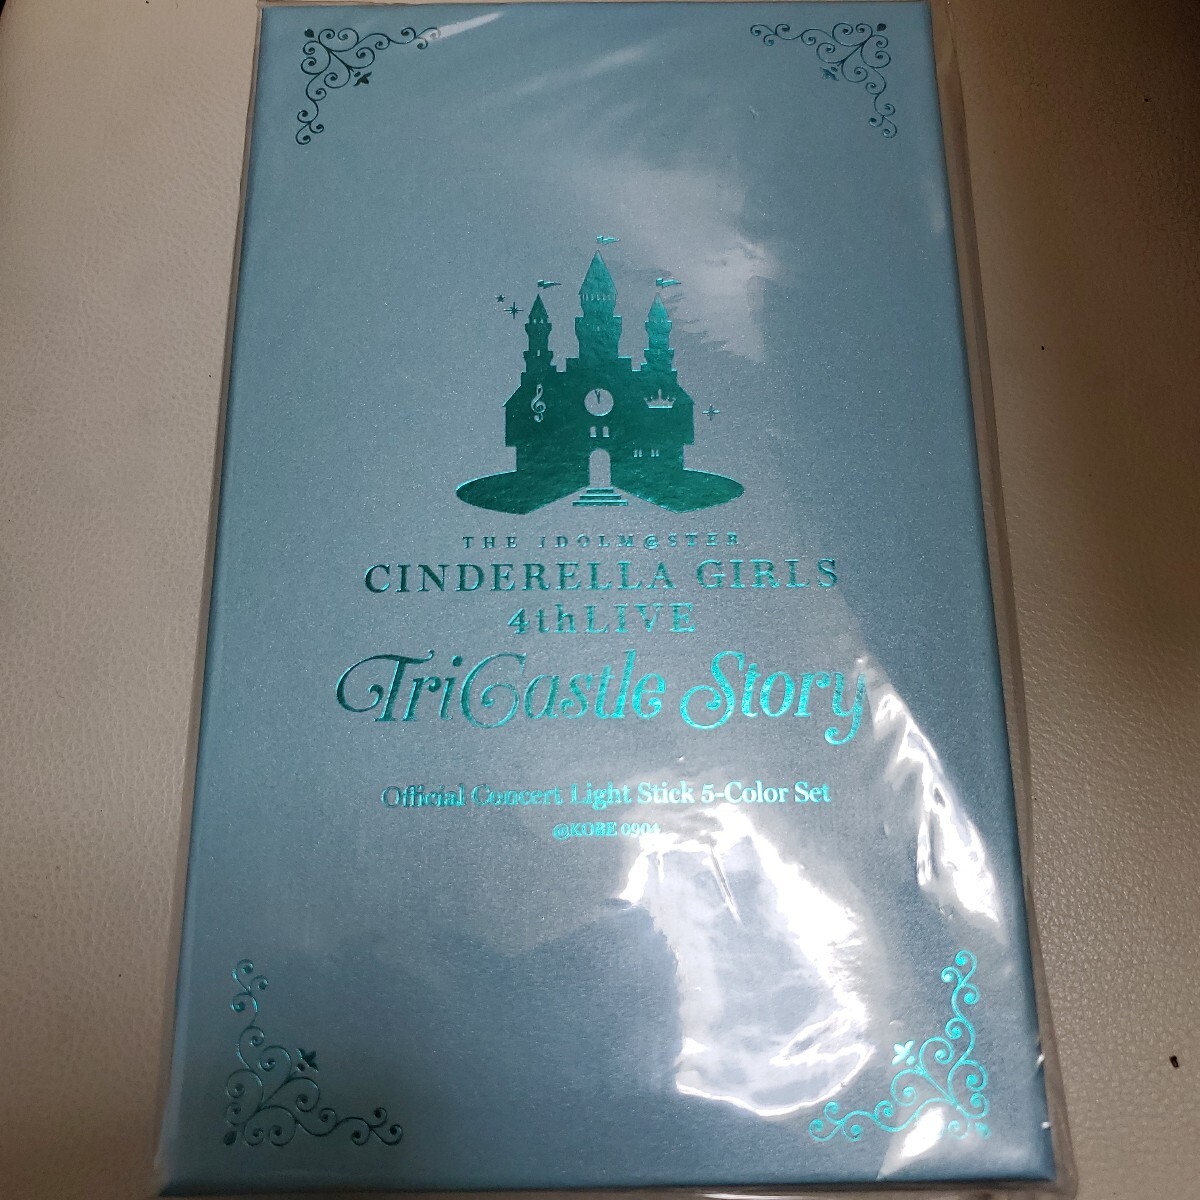 THE iDOLM@STER
CINDERELLA GIRLS
4thLIVE
TriCastle Story
Official Concert Light Stick 5-Color Set
@KOBE 0904